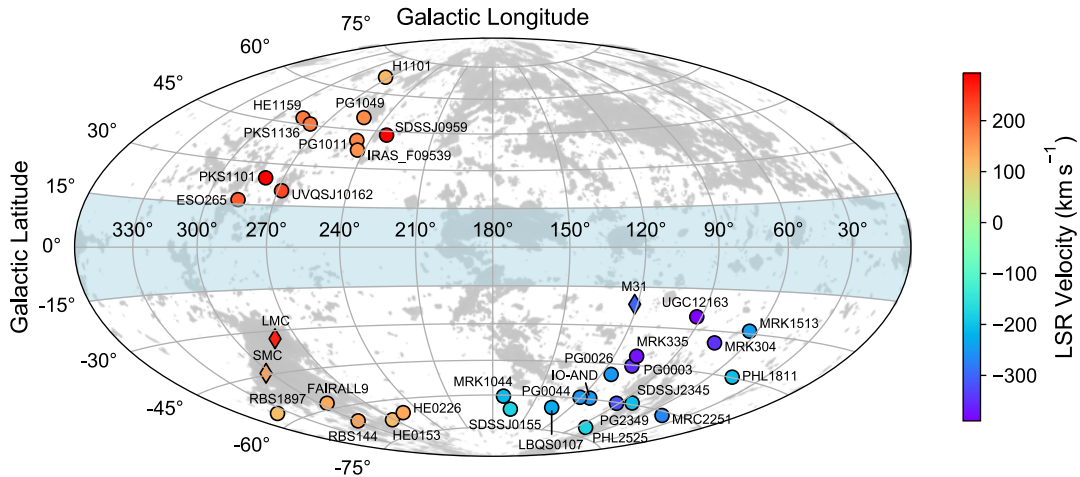 Galactic Longitude
75°
60°
45°
30°
15°
0°
-15°
-30°
-45°
-60°
-75°
Galactic Latitude
330° 300° 270° 240° 210° 180° 150° 120° 90° 60° 30°
H1101
HE1159
PG1049
PKS1136
SDSSJ0959
PG1011
IRAS_F09539
PKS1101
UVQSJ10162
ESO265
M31
UGC12163
LMC
MRK1513
MRK335
MRK304
SMC
PG0026
PG0003
IO-AND
PHL1811
MRK1044
PG0044
SDSSJ2345
FAIRALL9
RBS1897
HE0226
SDSSJ0155
PG2349
MRC2251
RBS144
HE0153
LBQS0107
PHL2525
200
100
0
−100
−200
−300
LSR Velocity (km s⁻¹)